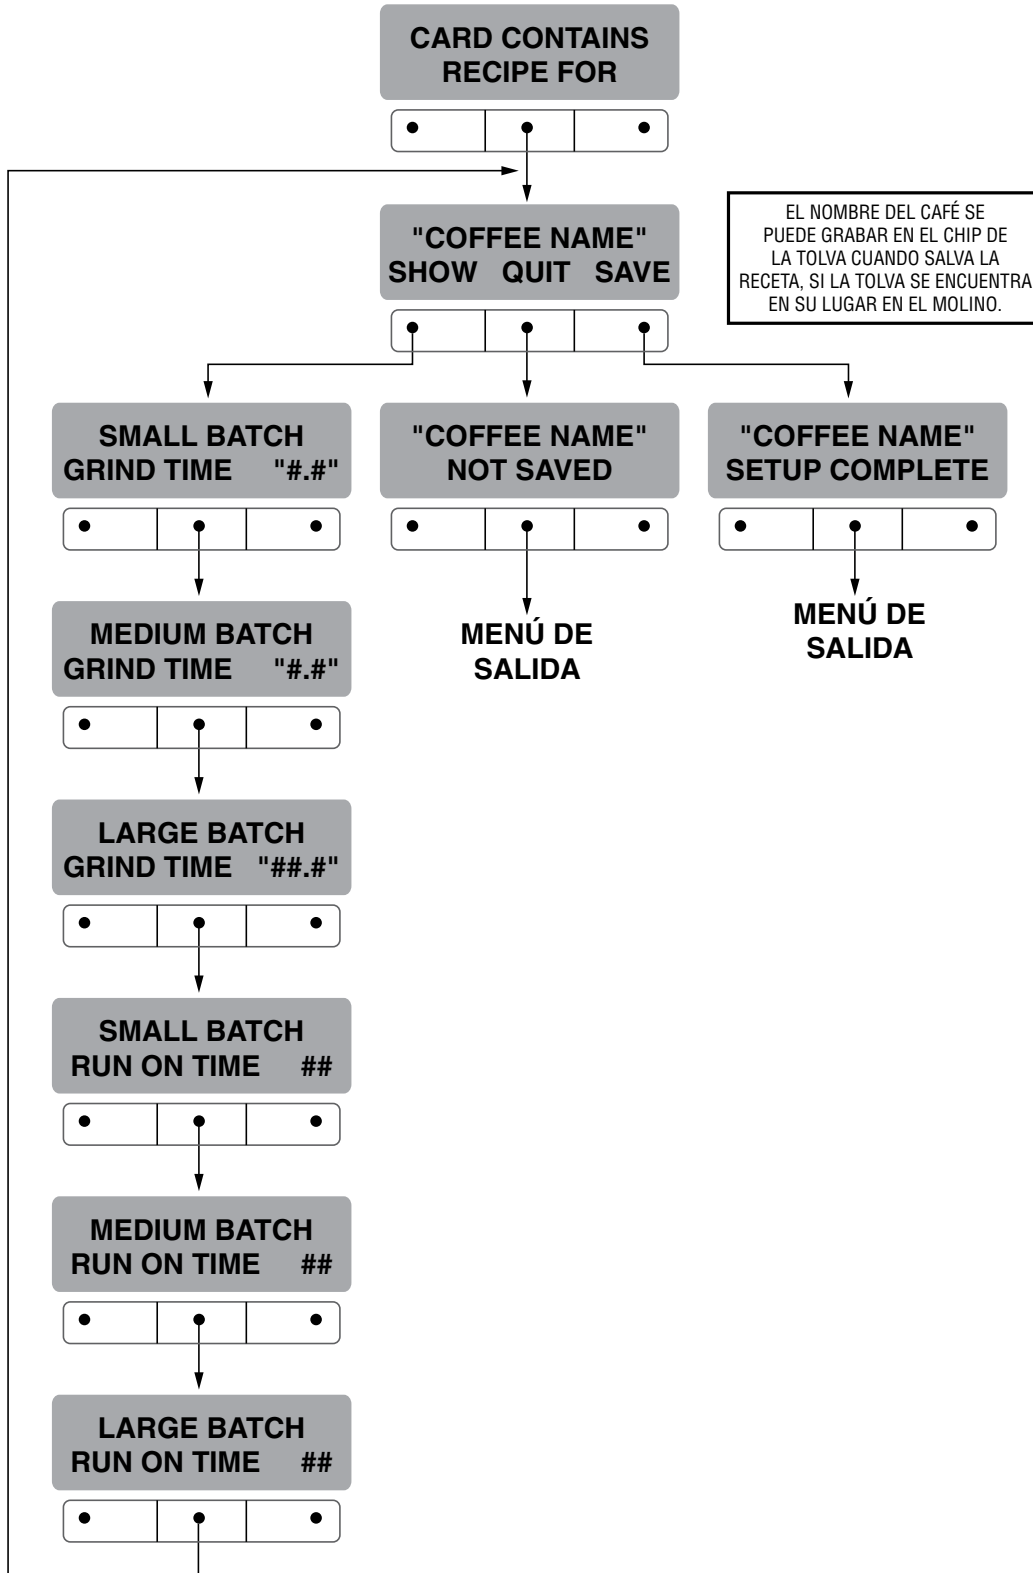 CARD CONTAINS
RECIPE FOR
"COFFEE NAME"
SHOW QUIT SAVE
EL NOMBRE DEL CAFÉ SE
PUEDE GRABAR EN EL CHIP DE
LA TOLVA CUANDO SALVA LA
RECETA, SI LA TOLVA SE ENCUENTRA
EN SU LUGAR EN EL MOLINO.
SMALL BATCH
GRIND TIME "#.#"
"COFFEE NAME"
NOT SAVED
"COFFEE NAME"
SETUP COMPLETE
MENÚ DE
SALIDA
MENÚ DE
SALIDA
MEDIUM BATCH
GRIND TIME "#.#"
LARGE BATCH
GRIND TIME "##.#"
SMALL BATCH
RUN ON TIME ##
MEDIUM BATCH
RUN ON TIME ##
LARGE BATCH
RUN ON TIME ##